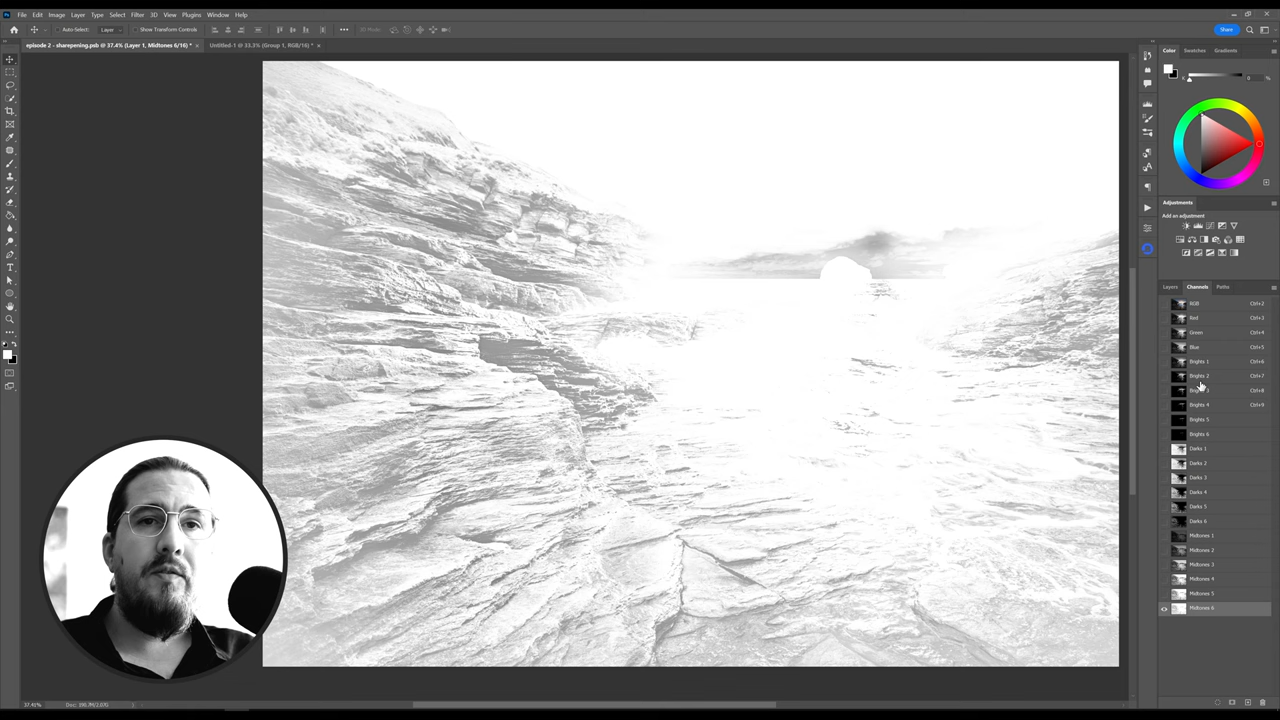 File Edit Image Layer Type Select Filter 3D View Plugins Window Help
Auto-Select: Layer Show Transform Controls 3D Mode: Share
episode 2 - sharepening.psb @ 37.4% (Layer 1, Midtones 6/16) * × Untitled-1 @ 33.3% (Group 1, RGB/16) * ×
Color Swatches Gradients
K 0 %
Adjustments
Add an adjustment
Layers Channels Paths
RGB Ctrl+2
Red Ctrl+3
Green Ctrl+4
Blue Ctrl+5
Brights 1 Ctrl+6
Brights 2 Ctrl+7
Ctrl+8
Brights 4 Ctrl+9
Brights 5
Brights 6
Darks 1
Darks 2
Darks 3
Darks 4
Darks 5
Darks 6
Midtones 1
Midtones 2
Midtones 3
Midtones 4
Midtones 5
Midtones 6